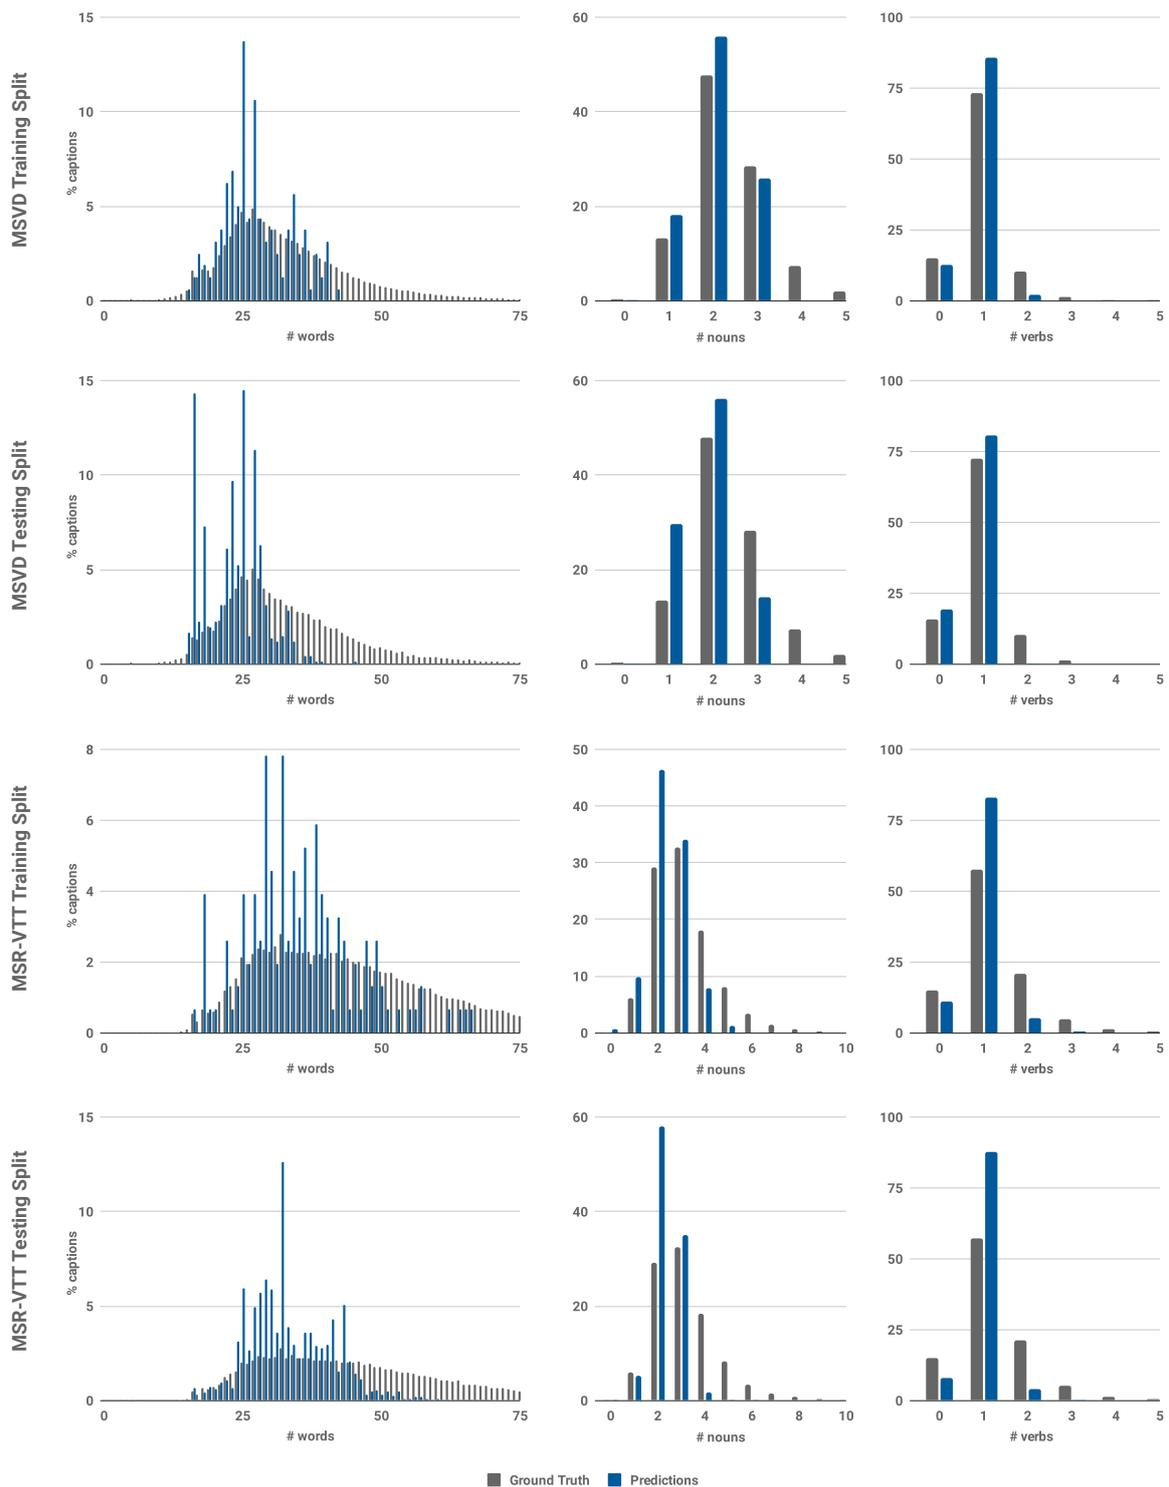 MSVD Training Split
% captions
15
10
5
0
0 25 50 75
# words
60
40
20
0
0 1 2 3 4 5
# nouns
100
75
50
25
0
0 1 2 3 4 5
# verbs
MSVD Testing Split
% captions
15
10
5
0
0 25 50 75
# words
60
40
20
0
0 1 2 3 4 5
# nouns
100
75
50
25
0
0 1 2 3 4 5
# verbs
MSR-VTT Training Split
% captions
8
6
4
2
0
0 25 50 75
# words
50
40
30
20
10
0
0 2 4 6 8 10
# nouns
100
75
50
25
0
0 1 2 3 4 5
# verbs
MSR-VTT Testing Split
% captions
15
10
5
0
0 25 50 75
# words
60
40
20
0
0 2 4 6 8 10
# nouns
100
75
50
25
0
0 1 2 3 4 5
# verbs
Ground Truth Predictions